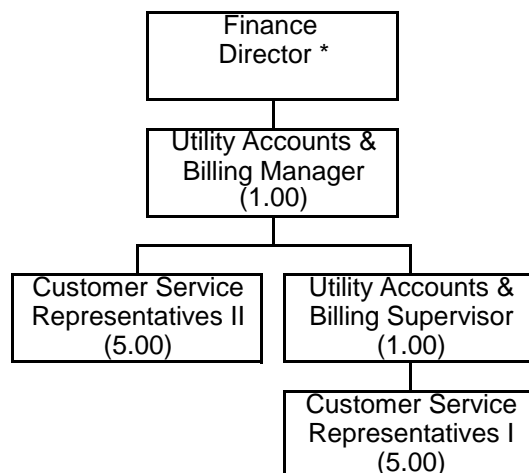 Finance
Director *
Utility Accounts &
Billing Manager
(1.00)
Customer Service
Representatives II
(5.00)
Utility Accounts &
Billing Supervisor
(1.00)
Customer Service
Representatives I
(5.00)